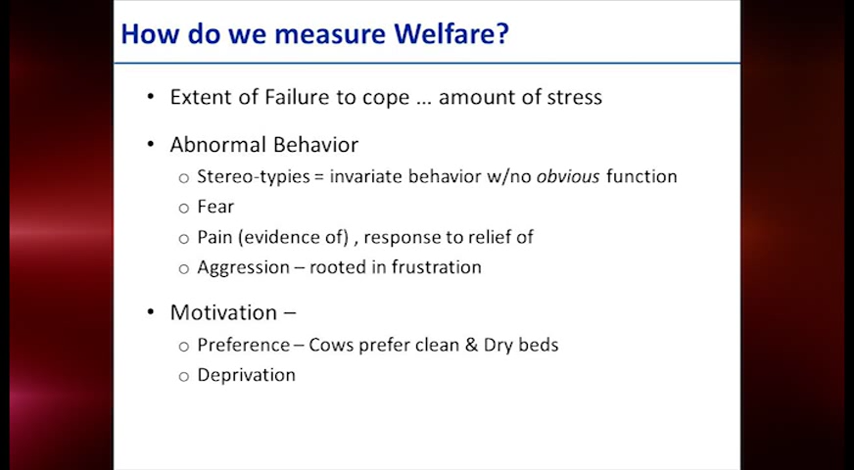 How do we measure Welfare?
• Extent of Failure to cope ... amount of stress
• Abnormal Behavior
o Stereo-typies = invariate behavior w/no obvious function
o Fear
o Pain (evidence of) , response to relief of
o Aggression – rooted in frustration
• Motivation –
o Preference – Cows prefer clean & Dry beds
o Deprivation